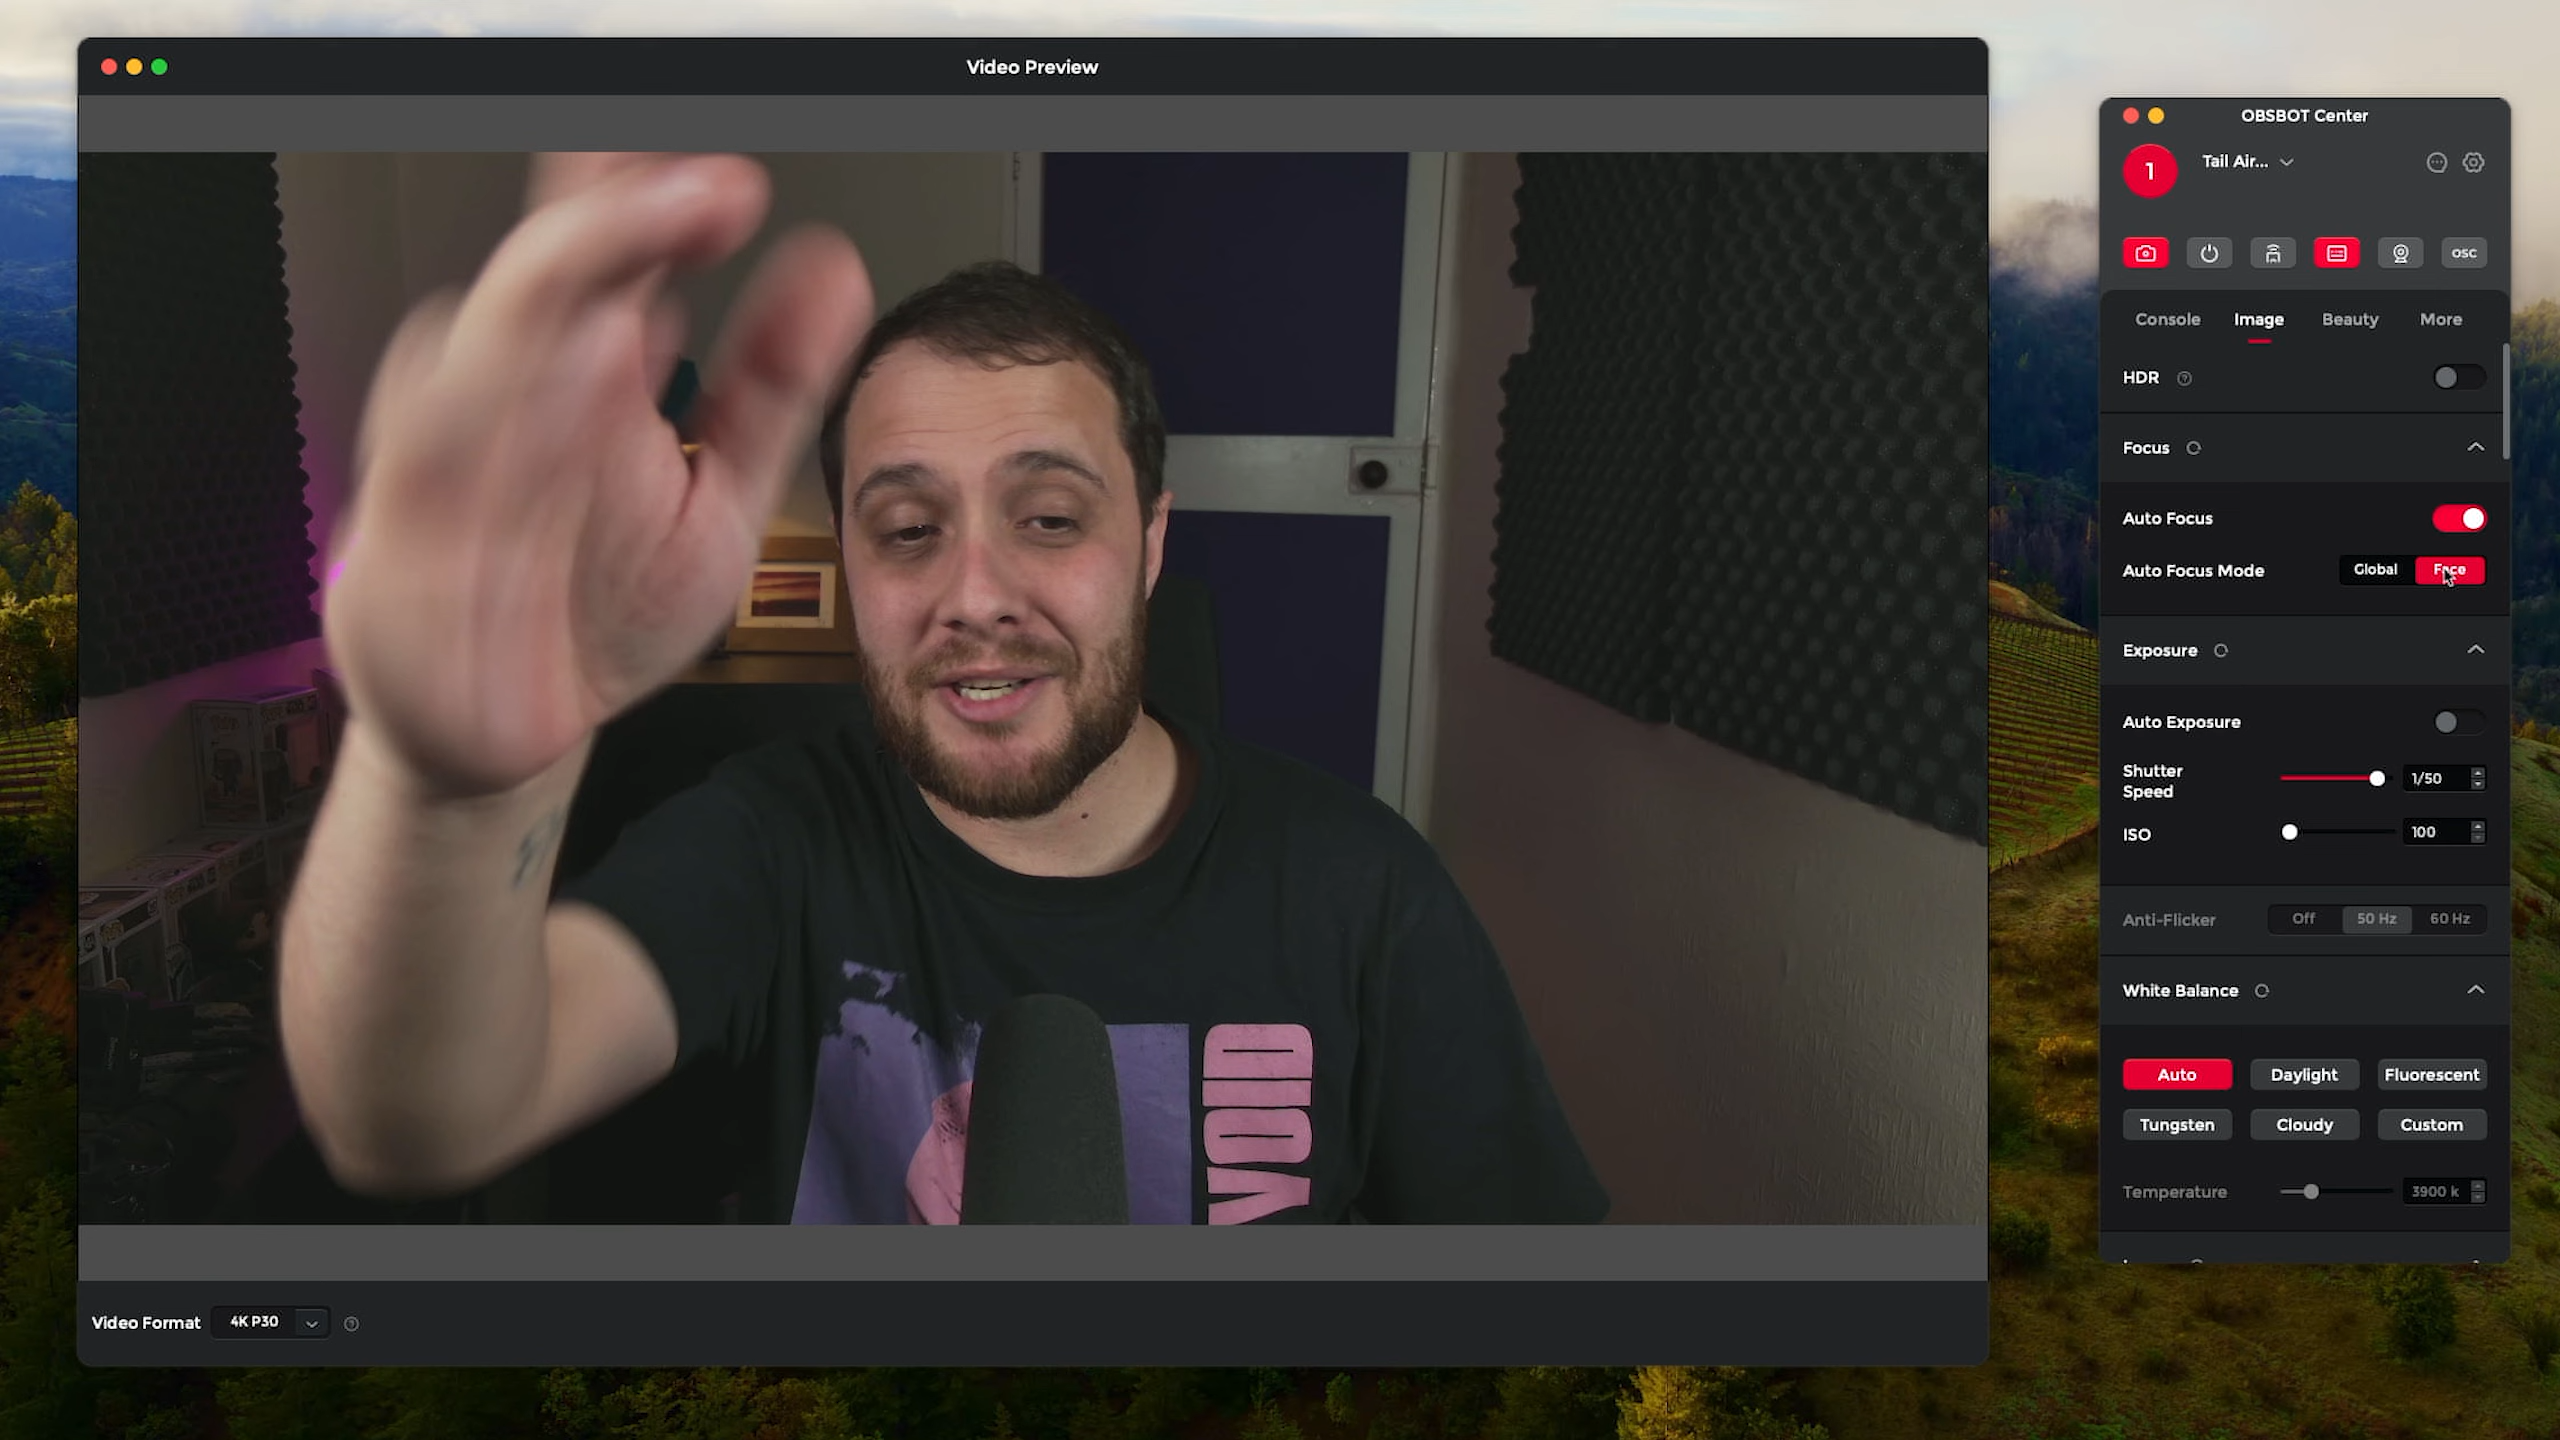 Video Preview
OBSBOT Center
1
Tail Air...
OSC
Console Image Beauty More
HDR
Focus
Auto Focus
Auto Focus Mode Global Face
Exposure
Auto Exposure
Shutter
Speed 1/50
ISO 100
Anti-Flicker Off 50 Hz 60 Hz
White Balance
Auto Daylight Fluorescent
Tungsten Cloudy Custom
Temperature 3900 k
VOID
Video Format 4K P30